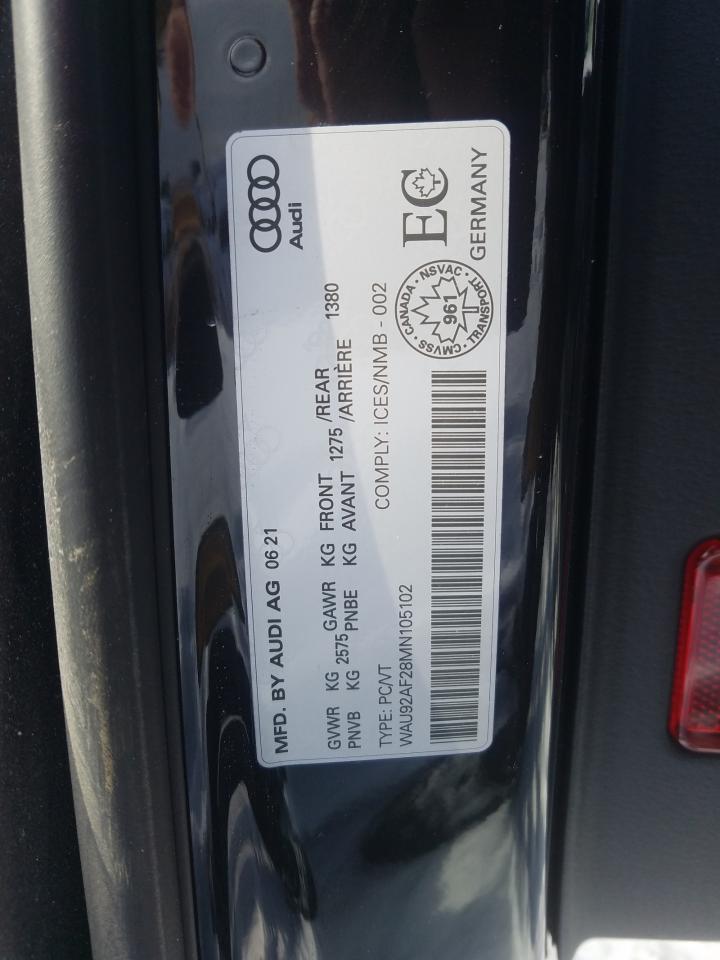 Audi
MFD. BY AUDI AG 06 21
GVWR KG 2575 GAWR KG FRONT 1275 /REAR 1380
PNVB KG PNBE KG AVANT /ARRIÈRE
TYPE: PC/VT COMPLY: ICES/NMB - 002
WAU92AF28MN105102
CANADA · NSVAC · TRANSPORT · CMVSS
961
EC
GERMANY